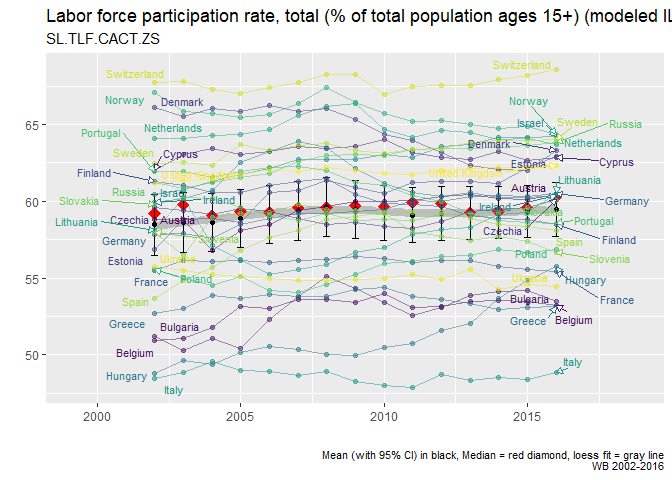 Labor force participation rate, total (% of total population ages 15+) (modeled IL
SL.TLF.CACT.ZS
Switzerland
Switzerland
Norway
Denmark
Norway
65
Portugal
Netherlands
Israel
Sweden
Russia
Denmark
Netherlands
Sweden
Cyprus
Estonia
Cyprus
Finland
United Kingdom
United Kingdom
Lithuania
Russia
Israel
Austria
Slovakia
Ireland
Germany
60
Ireland
Lithuania
Czechia
Austria
Portugal
Czechia
Germany
Slovenia
Finland
Spain
Estonia
Ukraine
Poland
Slovenia
France
Poland
Ukraine
Spain
Germany
55
France
Spain
Bulgaria
Greece
Bulgaria
Greece
Belgium
50
Belgium
Italy
Hungary
Italy
2000
2005
2010
2015
Mean (with 95% CI) in black, Median = red diamond, loess fit = gray line
WB 2002-2016